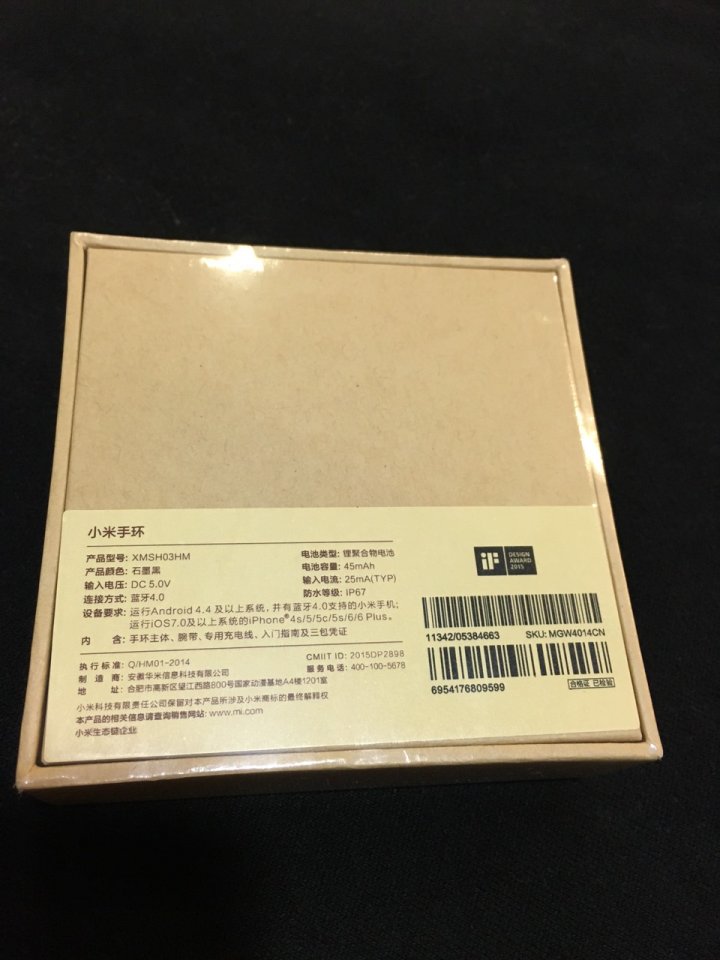 小米手环
产品型号: XMSH03HM
产品颜色: 石墨黑
输入电压: DC 5.0V
连接方式: 蓝牙4.0
电池类型: 锂聚合物电池
电池容量: 45mAh
输入电流: 25mA(TYP)
防水等级: IP67
设备要求: 运行Android 4.4 及以上系统,并有蓝牙4.0支持的小米手机;
运行iOS7.0及以上系统的iPhone®4s/5/5c/5s/6/6 Plus。
内 含: 手环主体、腕带、专用充电线、入门指南及三包凭证
执行标准: Q/HM01-2014
CMIIT ID: 2015DP2898
制 造 商: 安徽华米信息科技有限公司
服务电话: 400-100-5678
地 址: 合肥市高新区望江西路800号国家动漫基地A4楼1201室
小米科技有限责任公司保留对本产品所涉及小米商标的最终解释权
本产品的相关信息请查询销售网站: www.mi.com
小米生态链企业
iF
DESIGN
AWARD
2015
11342/05384663 SKU: MGW4014CN
6954176809599
合格证 已检验